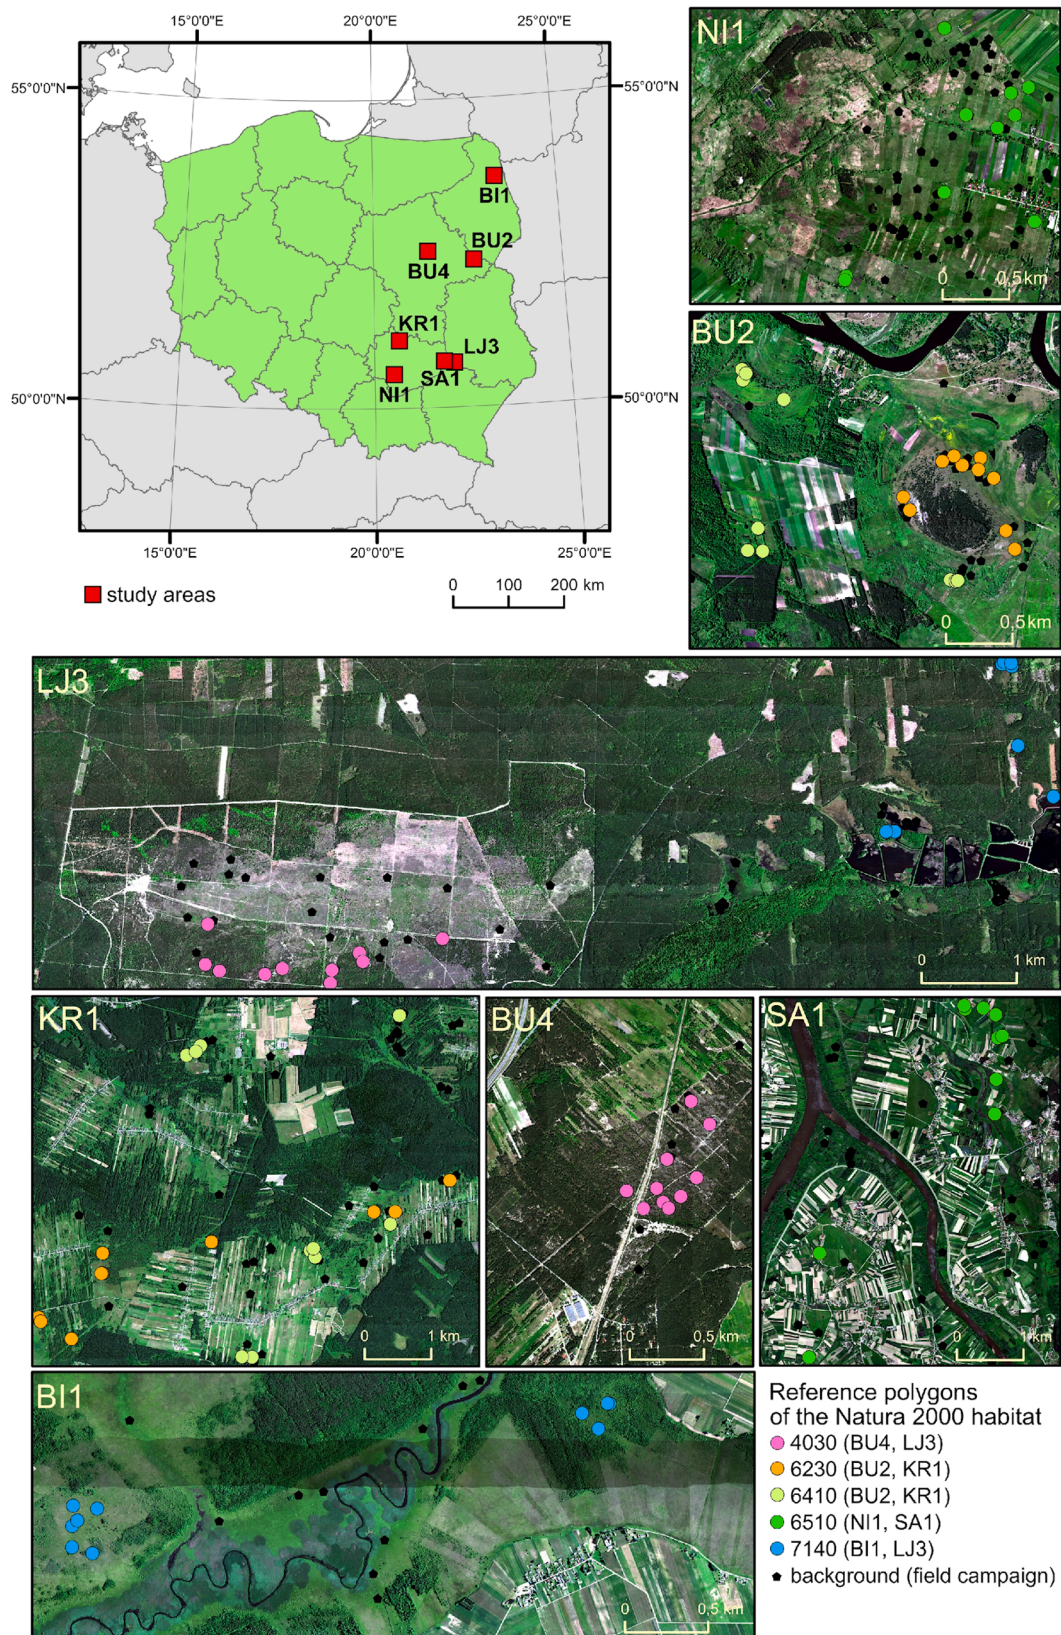 15°0'0"E
20°0'0"E
25°0'0"E
55°0'0"N
55°0'0"N
BI1
BU2
BU4
KR1
LJ3
SA1
NI1
50°0'0"N
50°0'0"N
15°0'0"E
20°0'0"E
25°0'0"E
study areas
0 100 200 km
NI1
0 0,5 km
BU2
0 0,5 km
LJ3
0 1 km
KR1
0 1 km
BU4
0 0,5 km
SA1
0 1 km
BI1
0 0,5 km
Reference polygons
of the Natura 2000 habitat
4030 (BU4, LJ3)
6230 (BU2, KR1)
6410 (BU2, KR1)
6510 (NI1, SA1)
7140 (BI1, LJ3)
background (field campaign)